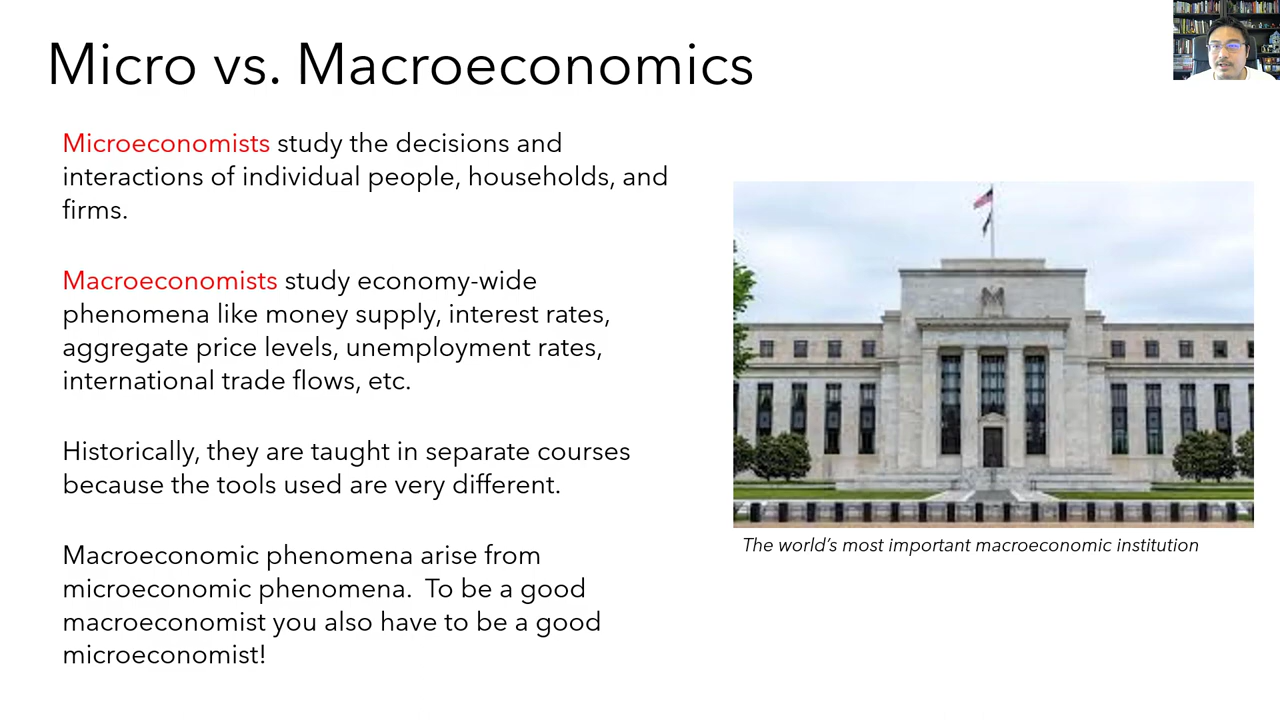 Micro vs. Macroeconomics
Microeconomists study the decisions and
interactions of individual people, households, and
firms.
Macroeconomists study economy-wide
phenomena like money supply, interest rates,
aggregate price levels, unemployment rates,
international trade flows, etc.
Historically, they are taught in separate courses
because the tools used are very different.
Macroeconomic phenomena arise from
microeconomic phenomena.  To be a good
macroeconomist you also have to be a good
microeconomist!
The world’s most important macroeconomic institution